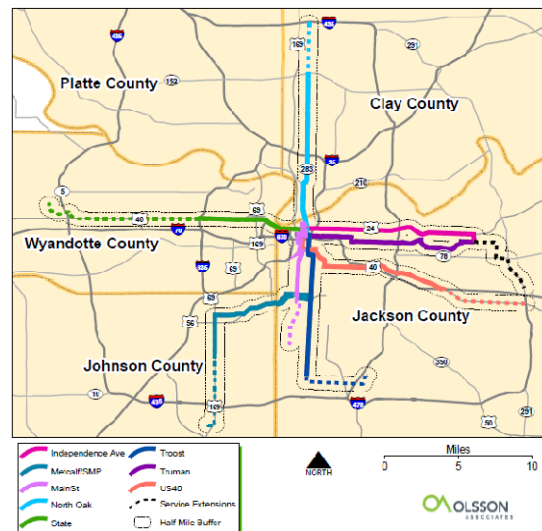 435
435
169
291
152
Platte County
Clay County
283
35
210
5
69
40
24
70
Wyandotte County
169
69
78
635
40
69
56
Jackson County
Johnson County
350
10
435
169
470
50
291
Independence Ave
Troost
Metcalf/SMP
Truman
MainSt
US40
North Oak
Service Extensions
State
Half Mile Buffer
NORTH
Miles
0 5 10
OLSSON
ASSOCIATES